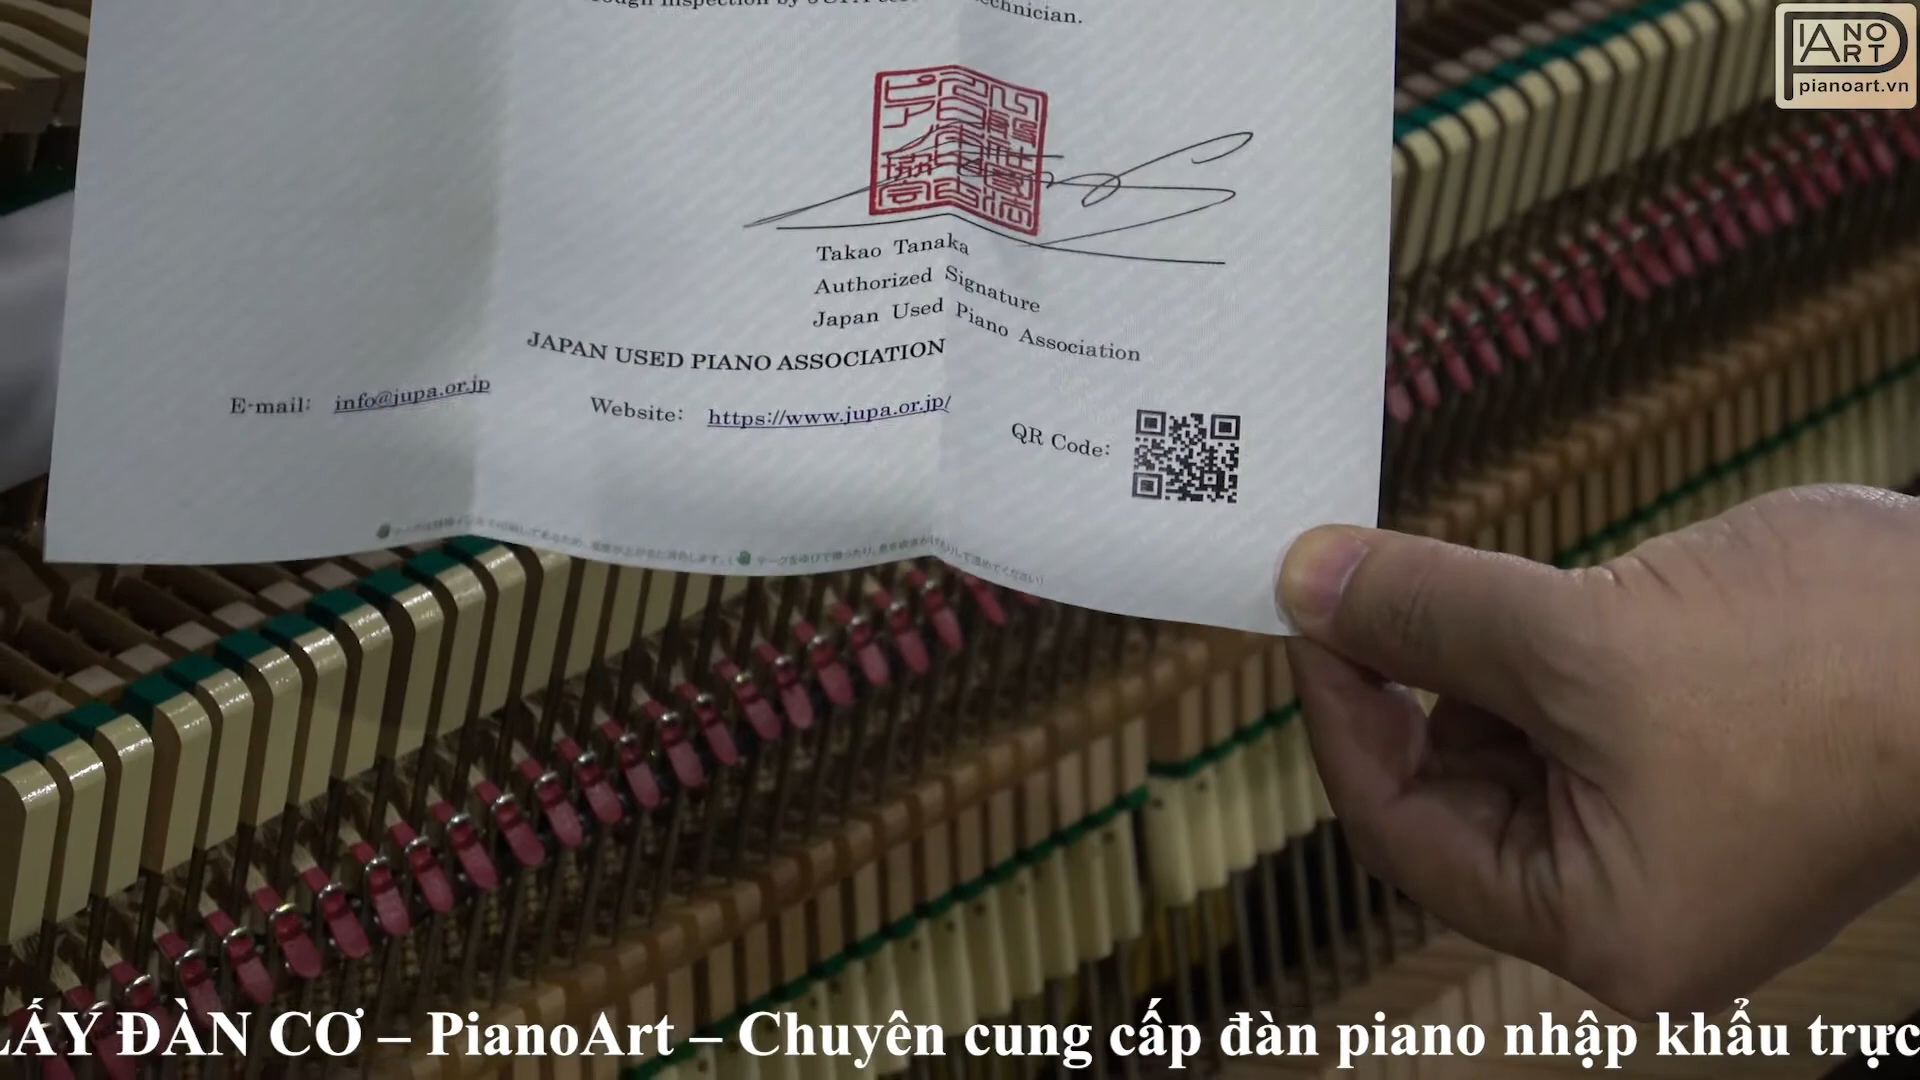 technician.
PIANO
ART
pianoart.vn
Takao Tanaka
Authorized Signature
Japan Used Piano Association
JAPAN USED PIANO ASSOCIATION
E-mail: info@jupa.or.jp
Website: https://www.jupa.or.jp/
QR Code:
LẤY ĐÀN CƠ – PianoArt – Chuyên cung cấp đàn piano nhập khẩu trực